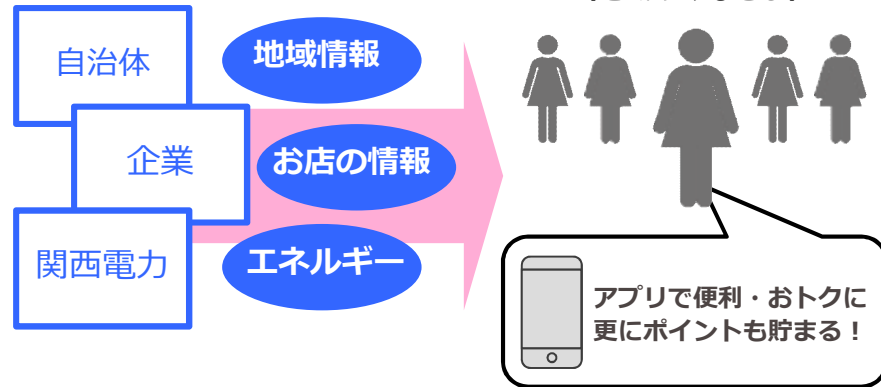 自治体
地域情報
企業
お店の情報
関西電力
エネルギー
アプリで便利・おトクに
更にポイントも貯まる！